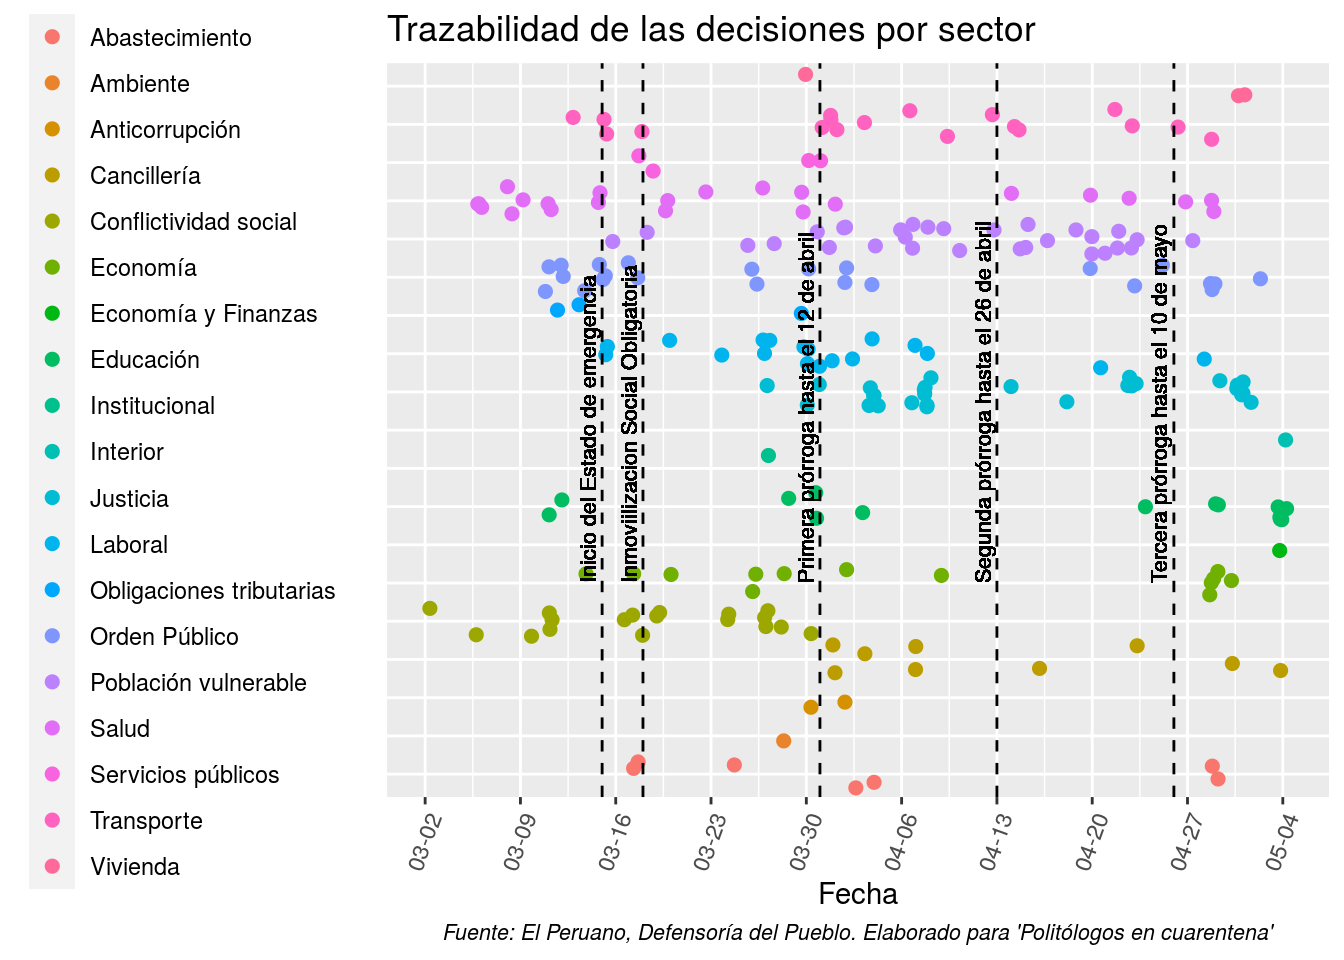 Trazabilidad de las decisiones por sector
Abastecimiento
Ambiente
Anticorrupción
Cancillería
Conflictividad social
Economía
Economía y Finanzas
Educación
Institucional
Interior
Justicia
Laboral
Obligaciones tributarias
Orden Público
Población vulnerable
Salud
Servicios públicos
Transporte
Vivienda
Inicio del Estado de emergencia
Inmoviilizacion Social Obligatoria
Primera prórroga hasta el 12 de abril
Segunda prórroga hasta el 26 de abril
Tercera prórroga hasta el 10 de mayo
03-02
03-09
03-16
03-23
03-30
04-06
04-13
04-20
04-27
05-04
Fecha
Fuente: El Peruano, Defensoría del Pueblo. Elaborado para 'Politólogos en cuarentena'